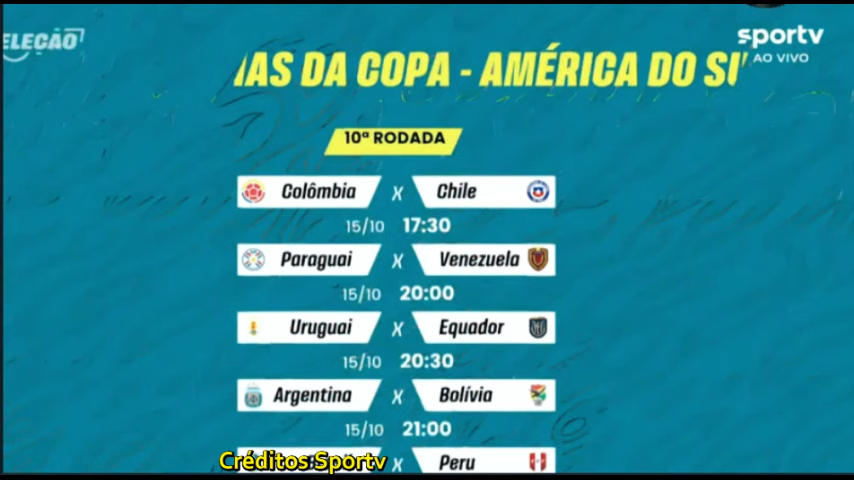 ELEÇÃO
sportv
AO VIVO
IAS DA COPA - AMÉRICA DO SU
10ª RODADA
Colômbia x Chile
15/10 17:30
Paraguai x Venezuela
15/10 20:00
Uruguai x Equador
15/10 20:30
Argentina x Bolívia
15/10 21:00
Créditos Sportv x Peru